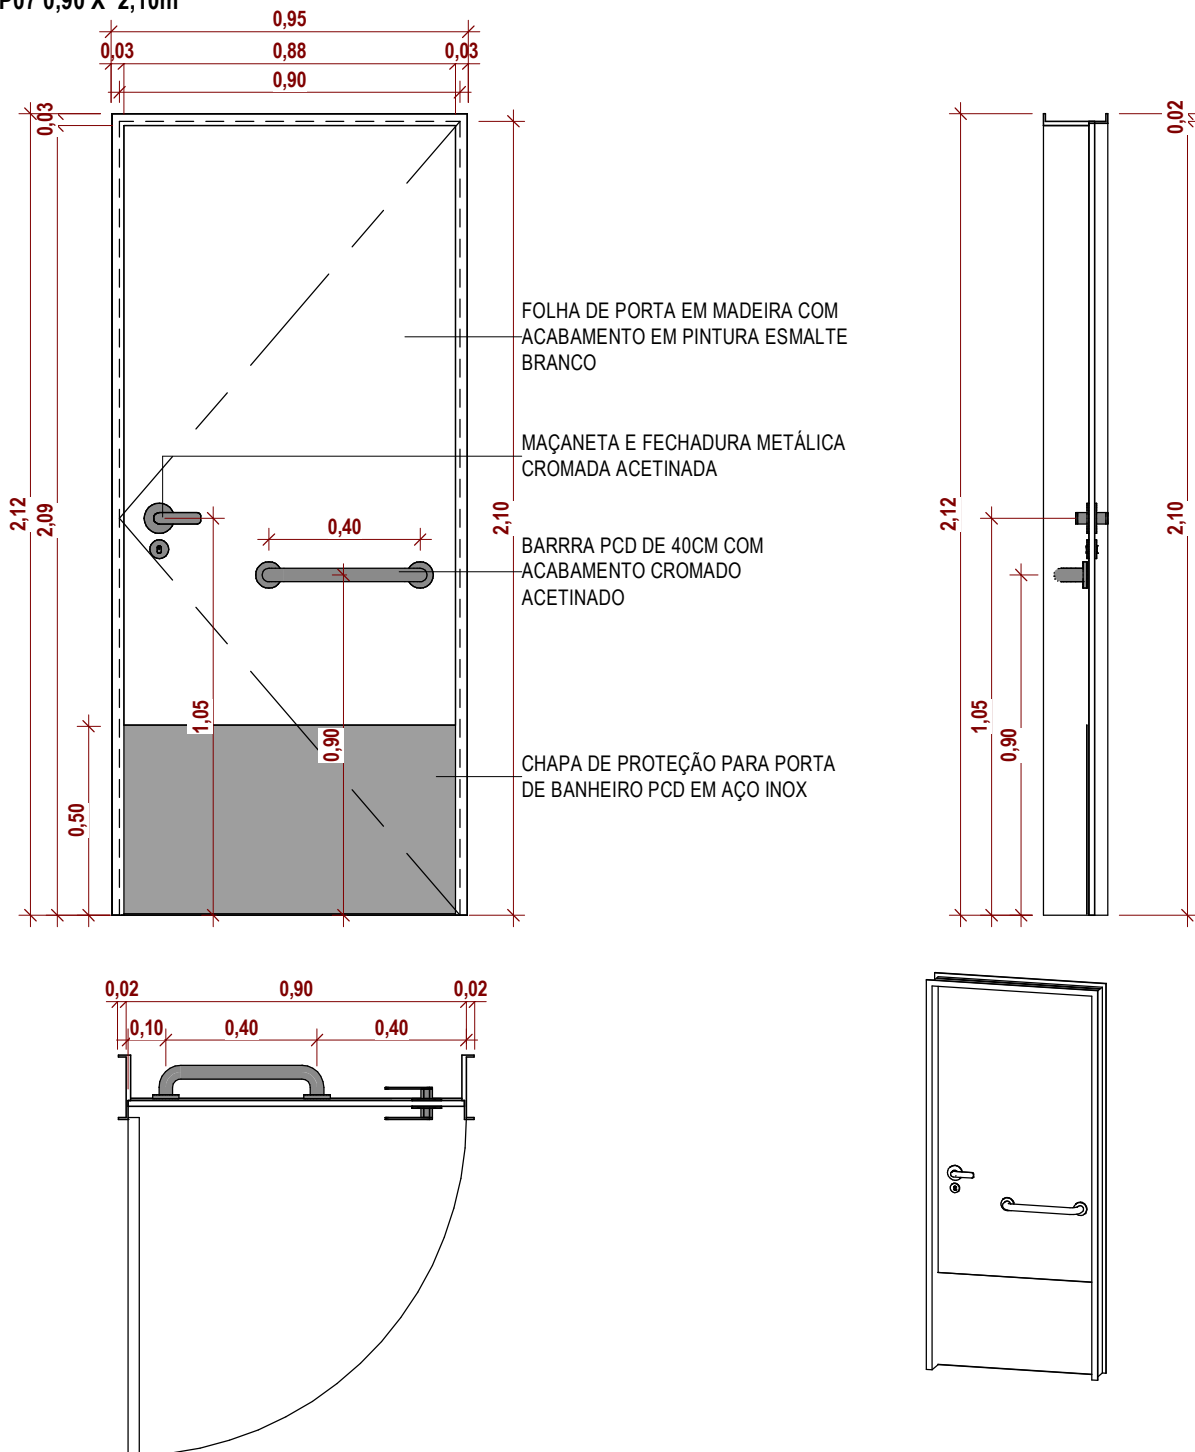 P07 0,90 X 2,10m
0,95
0,03 0,88 0,03
0,90
0,03
2,12
2,09
0,50
1,05
0,90
0,40
2,10
FOLHA DE PORTA EM MADEIRA COM
ACABAMENTO EM PINTURA ESMALTE
BRANCO
MAÇANETA E FECHADURA METÁLICA
CROMADA ACETINADA
BARRRA PCD DE 40CM COM
ACABAMENTO CROMADO
ACETINADO
CHAPA DE PROTEÇÃO PARA PORTA
DE BANHEIRO PCD EM AÇO INOX
2,12
1,05
0,90
0,02
2,10
0,02 0,90 0,02
0,10 0,40 0,40